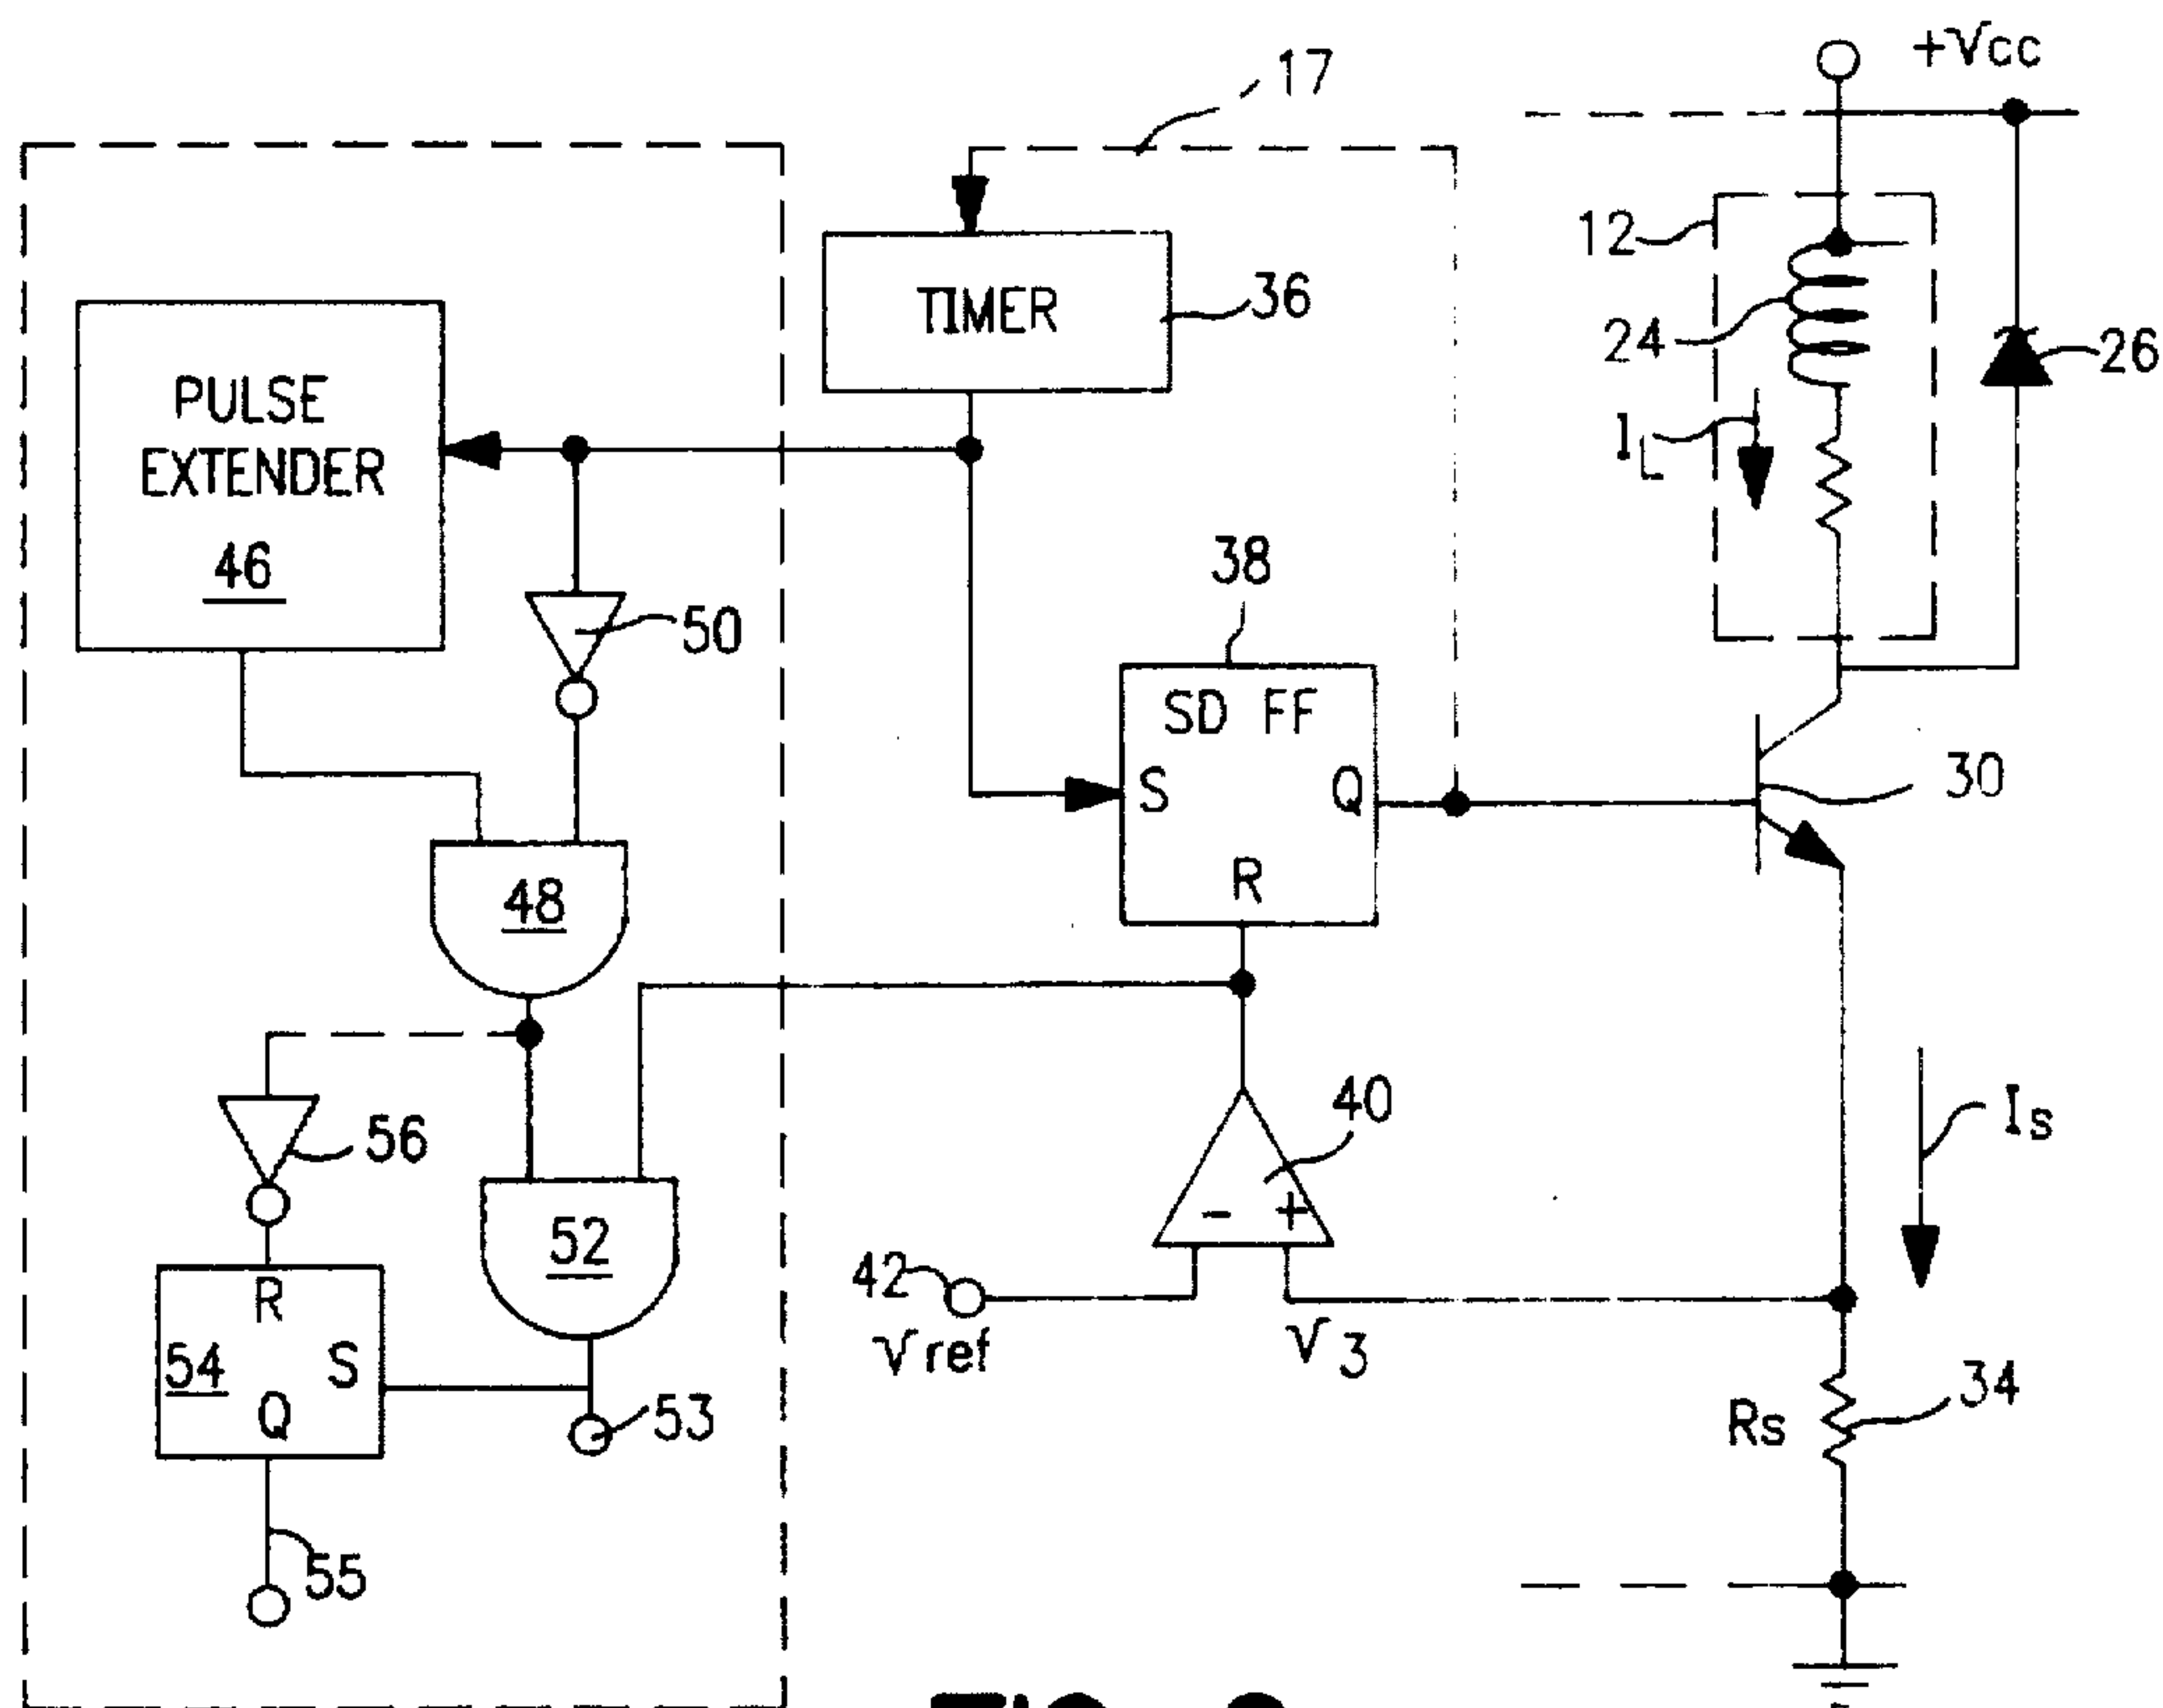 17
+Vcc
12
TIMER
36
24
26
PULSE
EXTENDER
46
IL
50
38
SD FF
S
Q
R
30
48
56
40
Is
52
- +
42
Vref
V3
R
54
S
Q
53
34
Rs
55